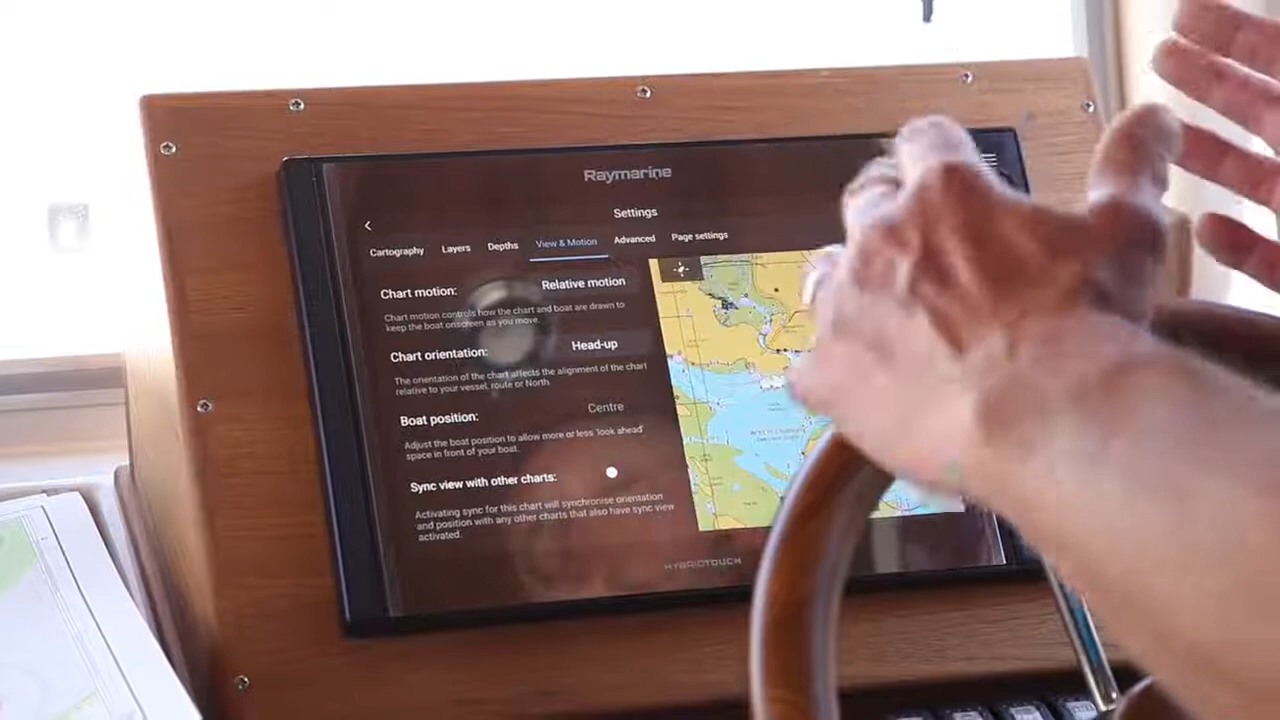 Raymarine
Settings
Cartography Layers Depths View & Motion Advanced Page settings
Chart motion: Relative motion
Chart motion controls how the chart and boat are drawn to
keep the boat onscreen as you move.
Chart orientation: Head-up
The orientation of the chart affects the alignment of the chart
relative to your vessel, route or North.
Boat position: Centre
Adjust the boat position to allow more or less 'look ahead'
space in front of your boat.
Sync view with other charts:
Activating sync for this chart will synchronise orientation
and position with any other charts that also have sync view
activated.
HYBRIDTOUCH